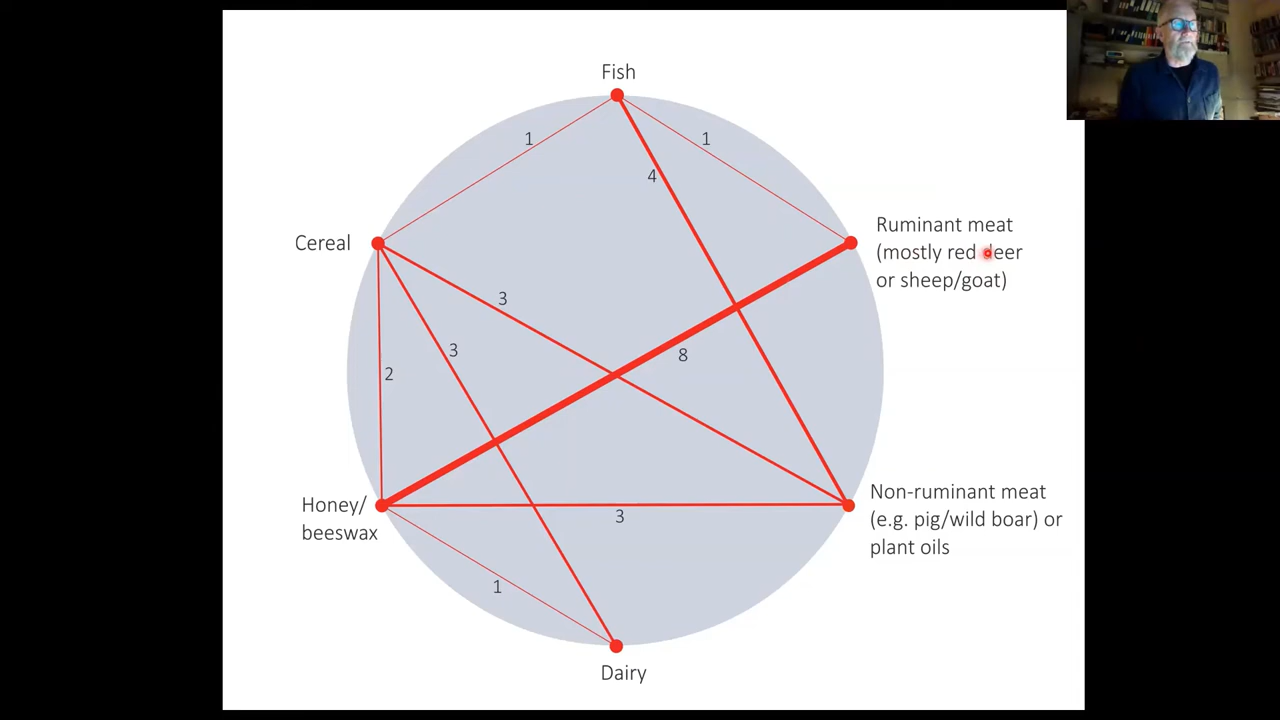 Fish
1
1
4
Cereal
Ruminant meat
(mostly red deer
or sheep/goat)
3
3
8
2
Honey/
beeswax
3
Non-ruminant meat
(e.g. pig/wild boar) or
plant oils
1
Dairy